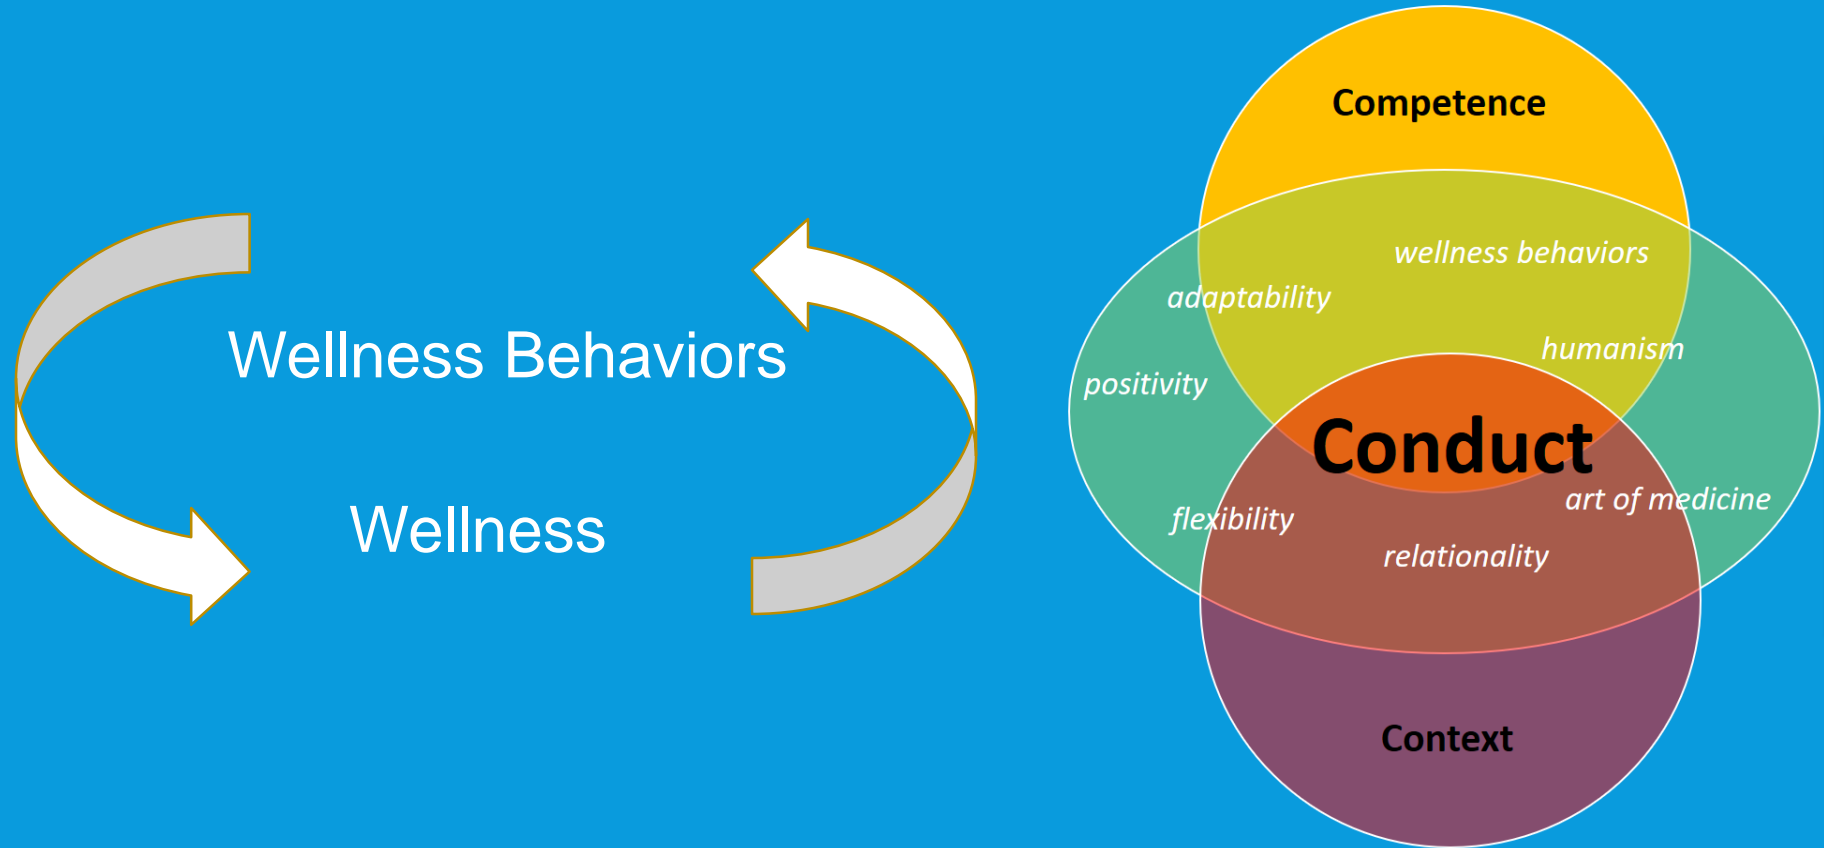 Wellness Behaviors
Wellness
Competence
wellness behaviors
adaptability
humanism
positivity
Conduct
art of medicine
flexibility
relationality
Context